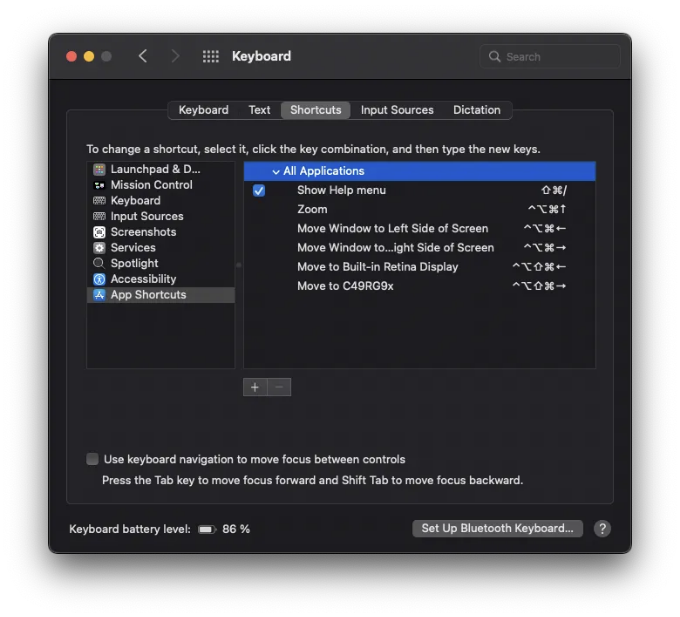 Keyboard
Search
Keyboard Text Shortcuts Input Sources Dictation
To change a shortcut, select it, click the key combination, and then type the new keys.
Launchpad & D...
Mission Control
Keyboard
Input Sources
Screenshots
Services
Spotlight
Accessibility
App Shortcuts
All Applications
Show Help menu ⇧⌘/
Zoom ^⌥⌘↑
Move Window to Left Side of Screen ^⌥⌘←
Move Window to...ight Side of Screen ^⌥⌘→
Move to Built-in Retina Display ^⌥⇧⌘←
Move to C49RG9x ^⌥⇧⌘→
+ −
Use keyboard navigation to move focus between controls
Press the Tab key to move focus forward and Shift Tab to move focus backward.
Keyboard battery level: 86 %
Set Up Bluetooth Keyboard... ?